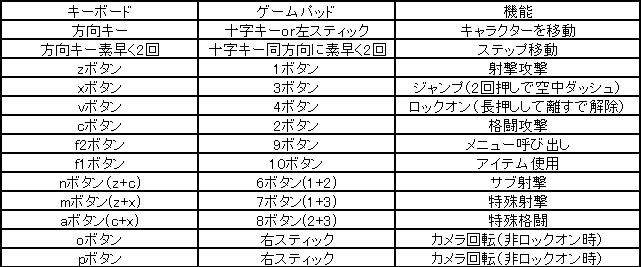 キーボード ゲームパッド 機能
方向キー 十字キーor左スティック キャラクターを移動
方向キー素早く2回 十字キー同方向に素早く2回 ステップ移動
zボタン 1ボタン 射撃攻撃
xボタン 3ボタン ジャンプ(2回押しで空中ダッシュ)
vボタン 4ボタン ロックオン(長押しして離すで解除)
cボタン 2ボタン 格闘攻撃
f2ボタン 9ボタン メニュー呼び出し
f1ボタン 10ボタン アイテム使用
nボタン(z+c) 6ボタン(1+2) サブ射撃
mボタン(z+x) 7ボタン(1+3) 特殊射撃
aボタン(c+x) 8ボタン(2+3) 特殊格闘
oボタン 右スティック カメラ回転(非ロックオン時)
pボタン 右スティック カメラ回転(非ロックオン時)